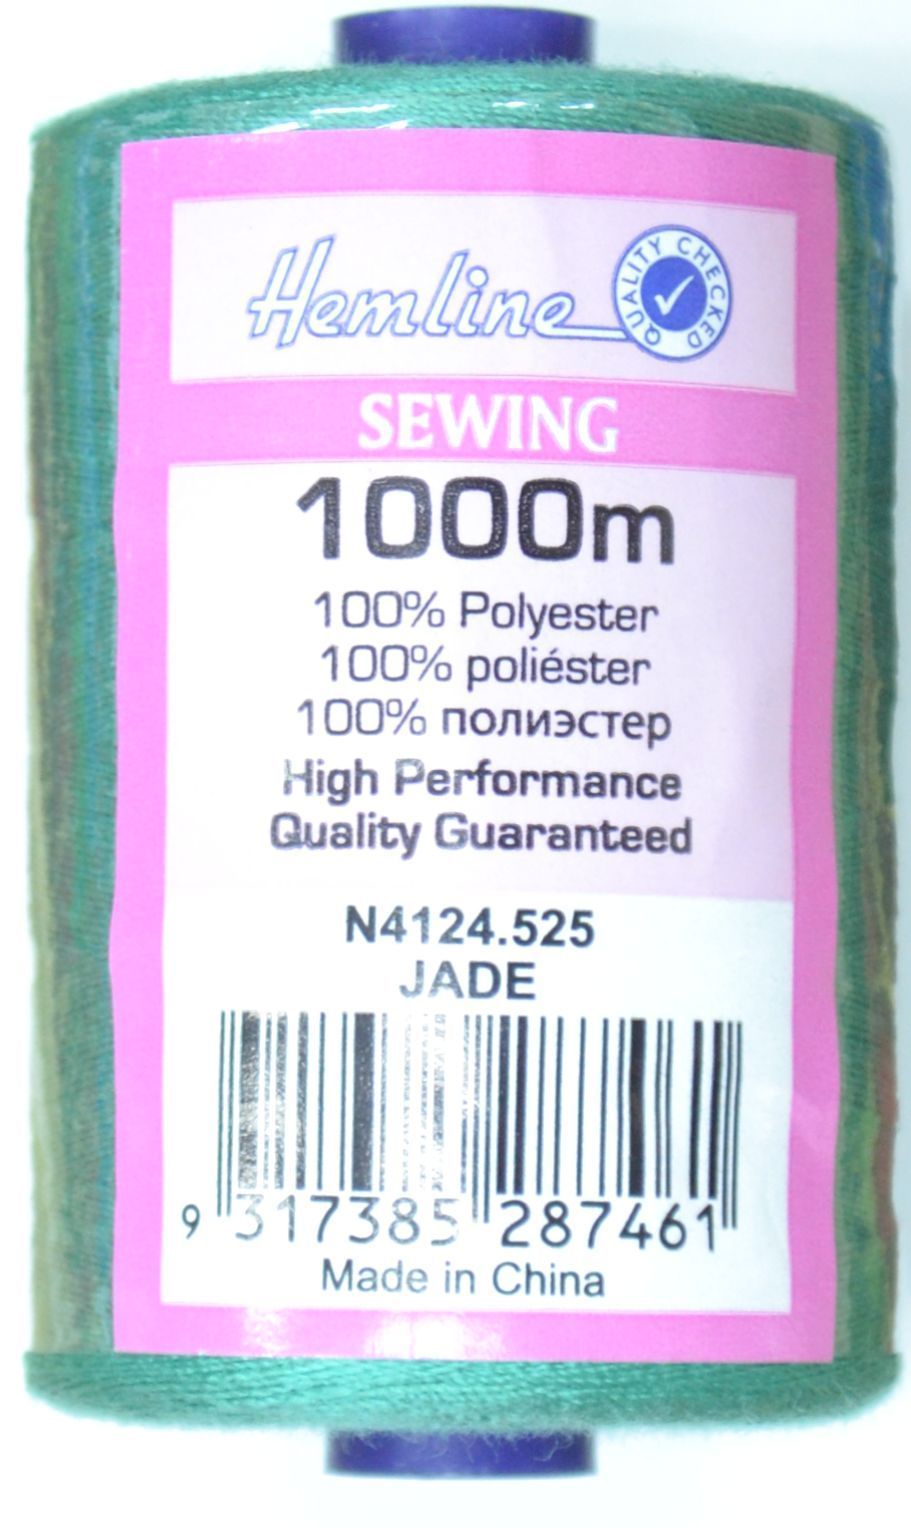 Hemline
QUALITY CHECKED
SEWING
1000m
100% Polyester
100% poliéster
100% полиэстер
High Performance
Quality Guaranteed
N4124.525
JADE
9 317385 287461
Made in China